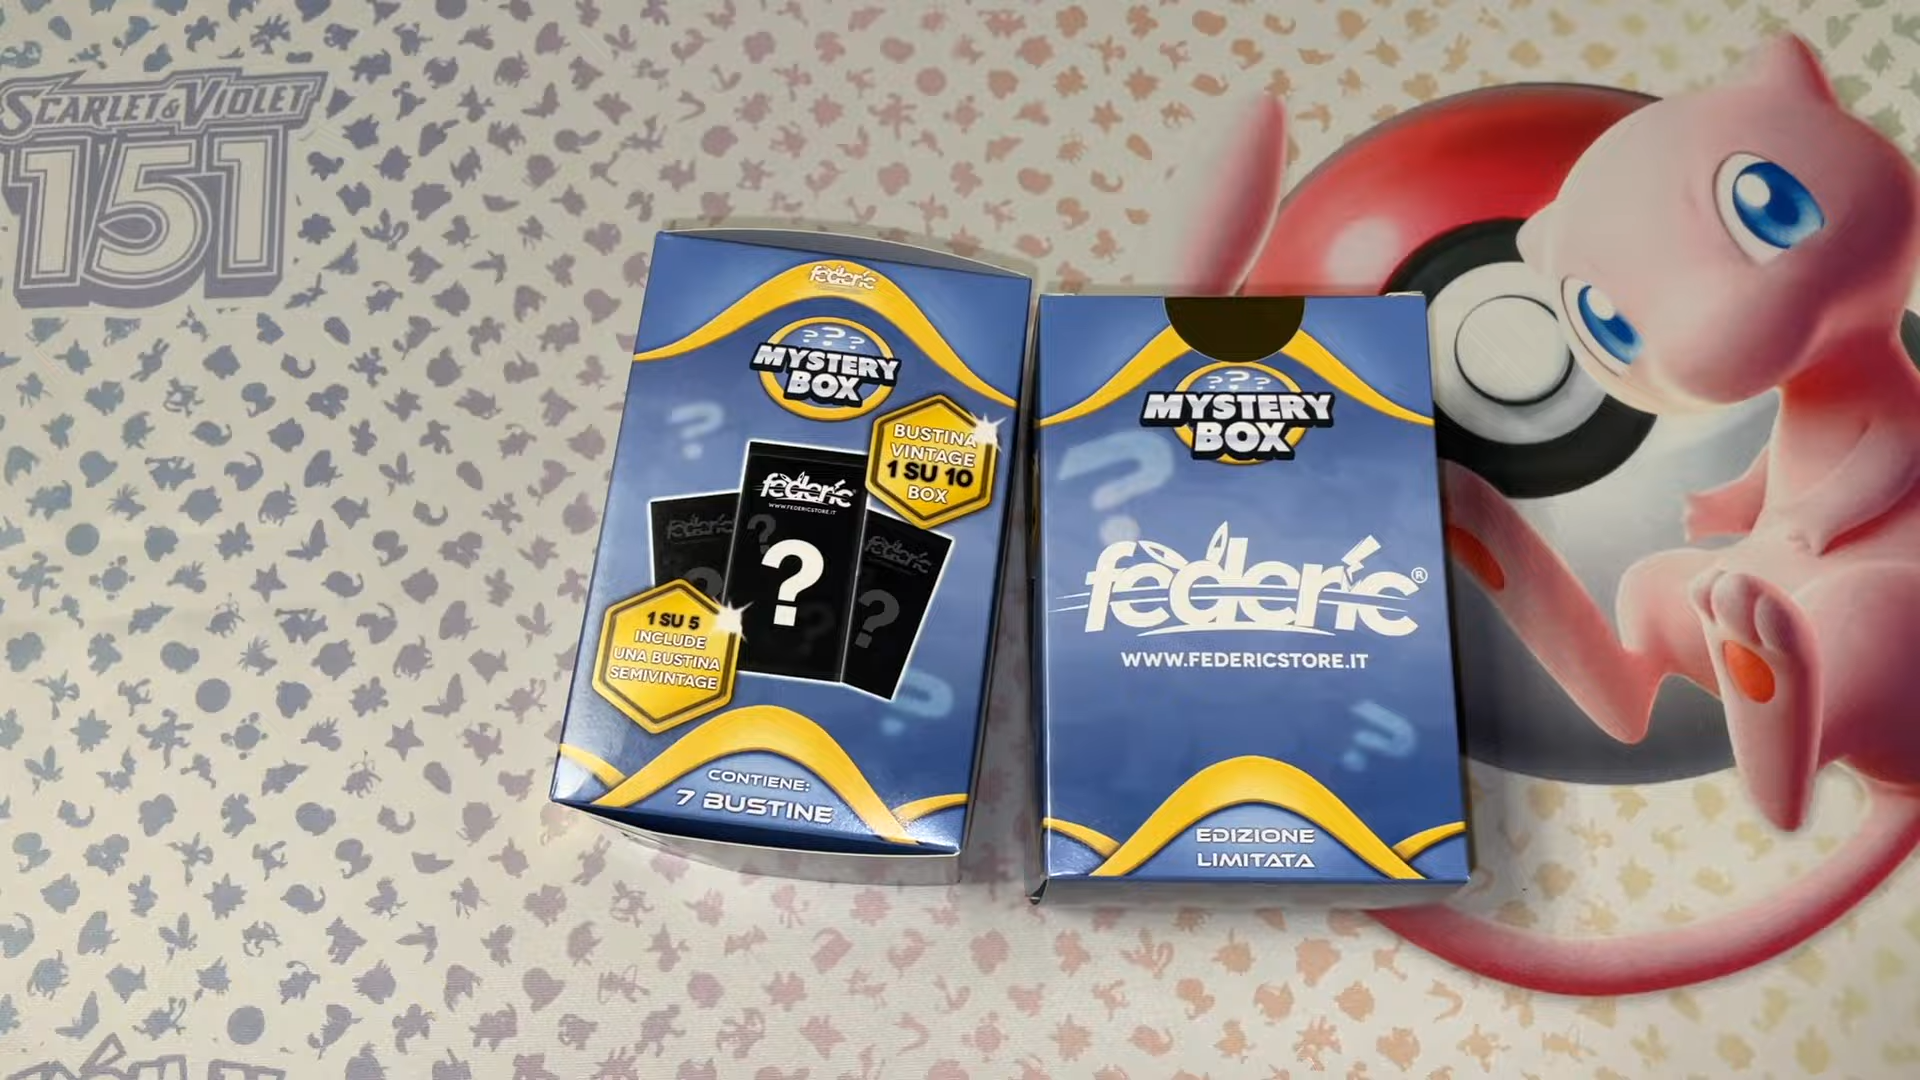 SCARLET & VIOLET
151
federic
? ? ?
MYSTERY
BOX
BUSTINA
VINTAGE
1 SU 10
BOX
federic
WWW.FEDERICSTORE.IT
?
federic
?
federic
?
1 SU 5
INCLUDE
UNA BUSTINA
SEMIVINTAGE
CONTIENE:
7 BUSTINE
? ? ?
MYSTERY
BOX
federic®
WWW.FEDERICSTORE.IT
EDIZIONE
LIMITATA